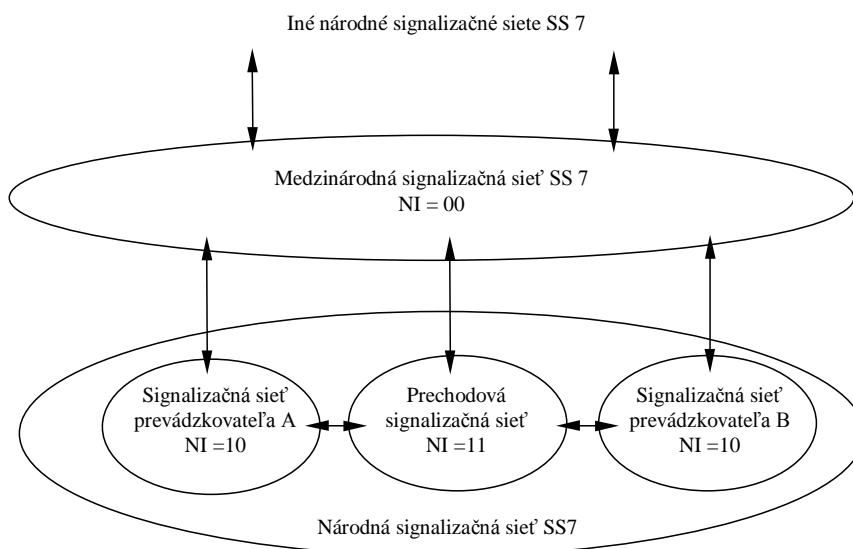 Iné národné signalizačné siete SS 7
Medzinárodná signalizačná sieť SS 7
NI = 00
Signalizačná sieť
prevádzkovateľa A
NI =10
Prechodová
signalizačná sieť
NI =11
Signalizačná sieť
prevádzkovateľa B
NI =10
Národná signalizačná sieť SS7